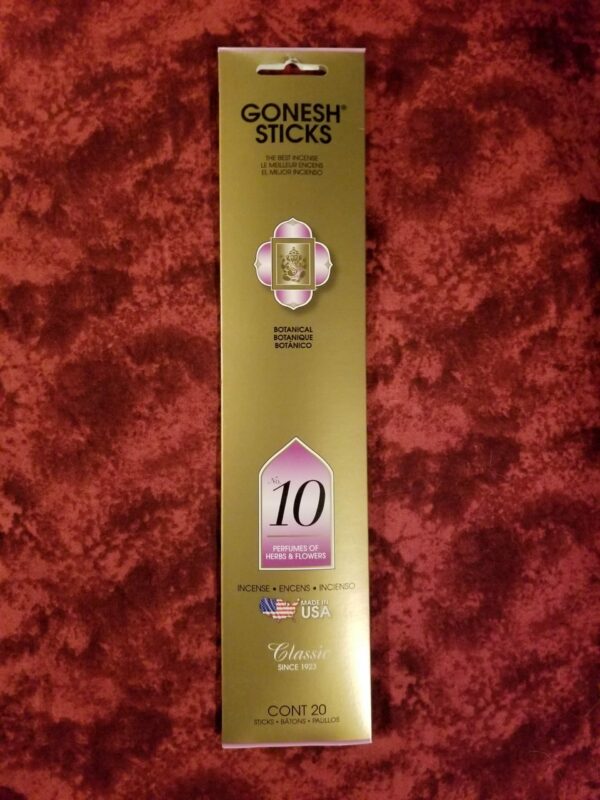 GONESH®
STICKS
THE BEST INCENSE
LE MEILLEUR ENCENS
EL MEJOR INCIENSO
BOTANICAL
BOTANIQUE
BOTÁNICO
No.
10
PERFUMES OF
HERBS & FLOWERS
INCENSE • ENCENS • INCIENSO
MADE IN
USA
Classic
SINCE 1923
CONT 20
STICKS • BÂTONS • PAULLOS